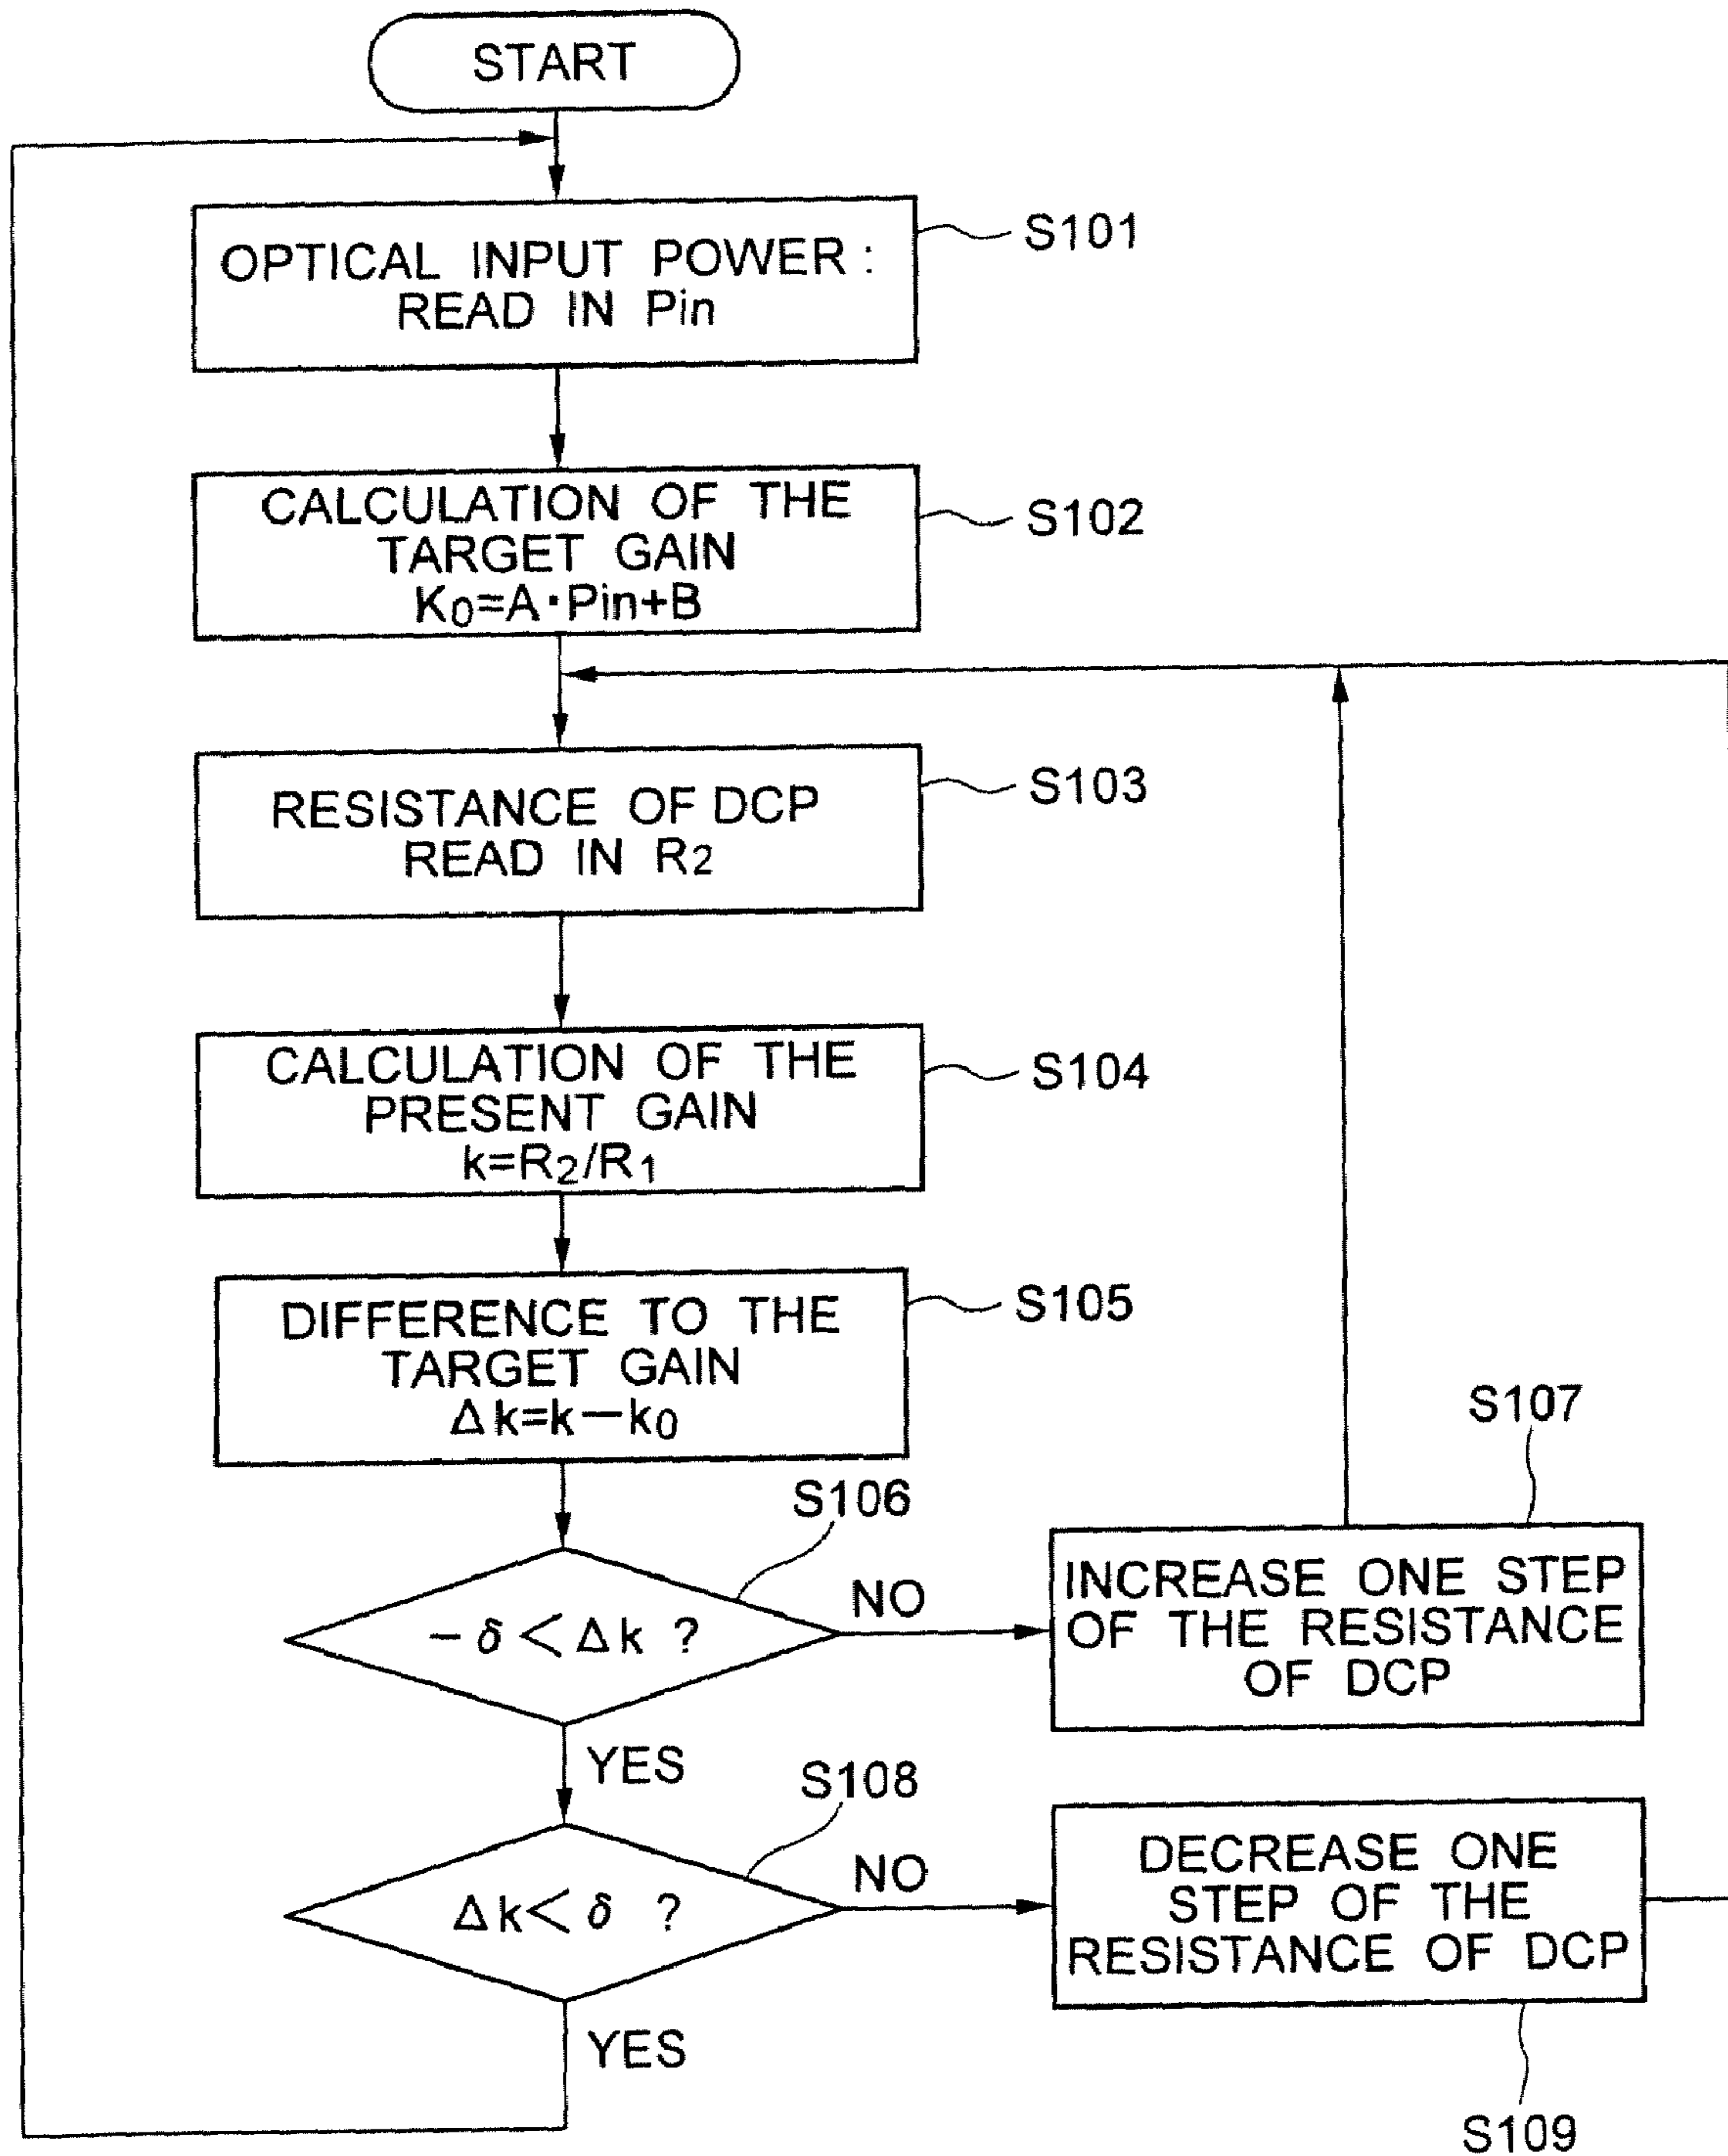 START
OPTICAL INPUT POWER :
READ IN Pin
S101
CALCULATION OF THE
TARGET GAIN
K₀=A·Pin+B
S102
RESISTANCE OF DCP
READ IN R₂
S103
CALCULATION OF THE
PRESENT GAIN
k=R₂/R₁
S104
DIFFERENCE TO THE
TARGET GAIN
Δk=k−k₀
S105
S106
−δ<Δk ?
NO
YES
S107
INCREASE ONE STEP
OF THE RESISTANCE
OF DCP
S108
Δk<δ ?
NO
YES
DECREASE ONE
STEP OF THE
RESISTANCE OF DCP
S109